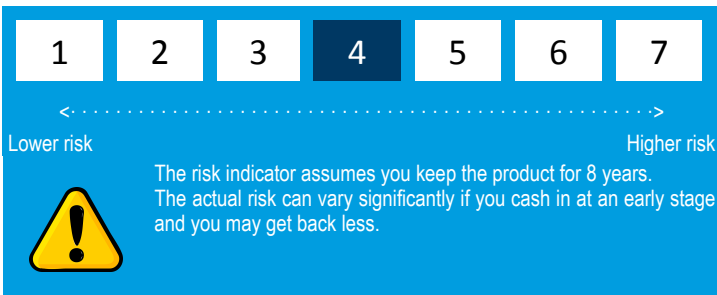 1 2 3 4 5 6 7
Lower risk Higher risk
The risk indicator assumes you keep the product for 8 years.
The actual risk can vary significantly if you cash in at an early stage
and you may get back less.